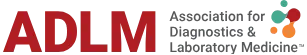 ADLM
Association for
Diagnostics &
Laboratory Medicine™